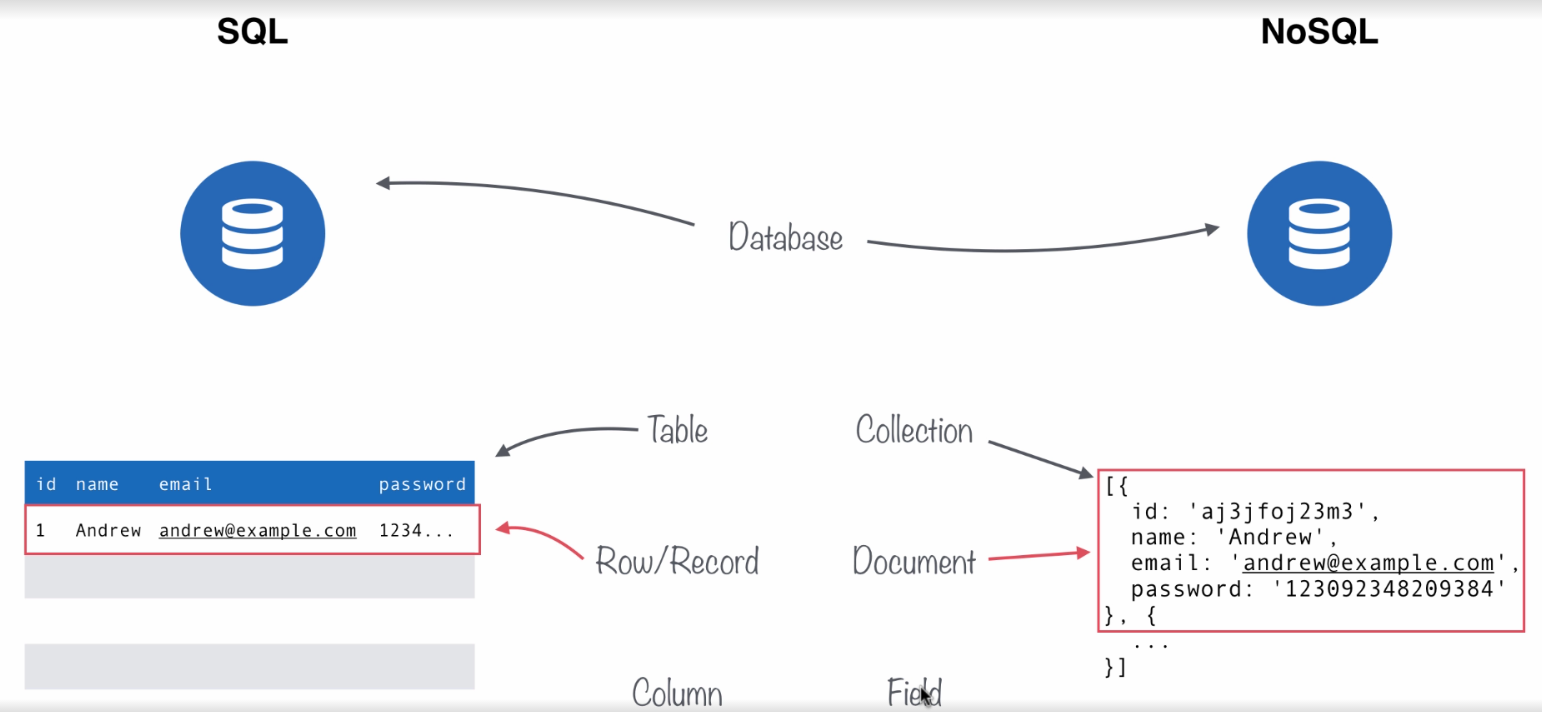 SQL
NoSQL
Database
Table
Collection
id name email password
1 Andrew andrew@example.com 1234...
Row/Record
Document
[{
id: 'aj3jfoj23m3',
name: 'Andrew',
email: 'andrew@example.com',
password: '123092348209384'
}, {
...
}]
Column
Field